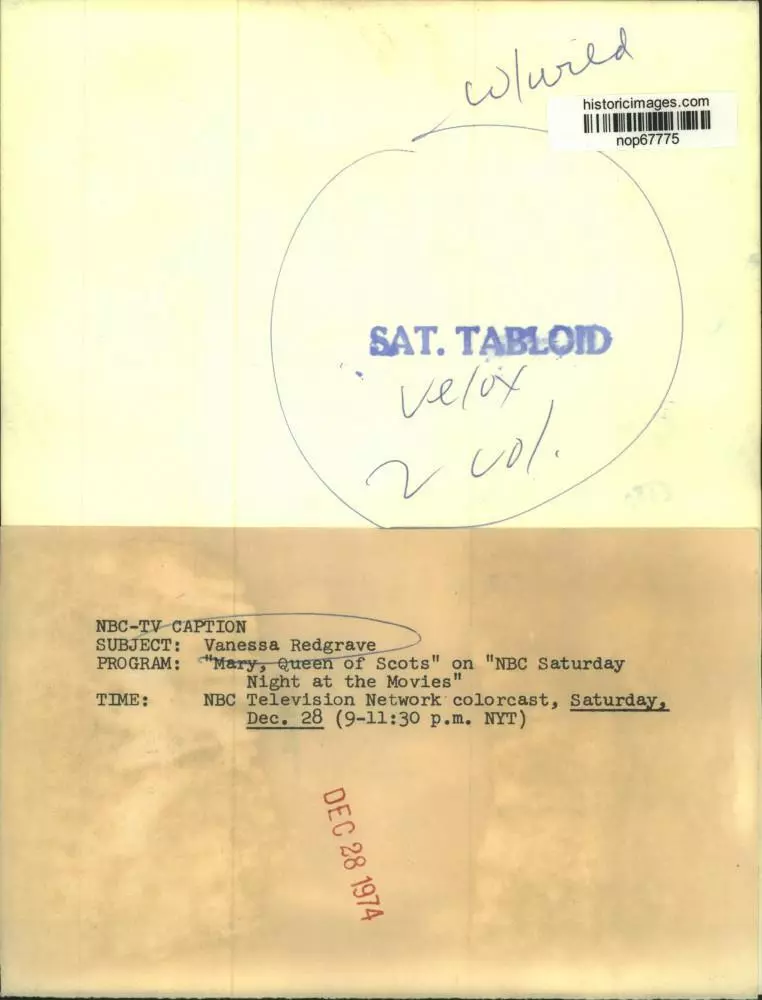 historicimages.com
nop67775
SAT. TABLOID
velox
2 col.
NBC-TV CAPTION
SUBJECT: Vanessa Redgrave
PROGRAM: "Mary, Queen of Scots" on "NBC Saturday
Night at the Movies"
TIME: NBC Television Network colorcast, Saturday,
Dec. 28 (9-11:30 p.m. NYT)
DEC 28 1974